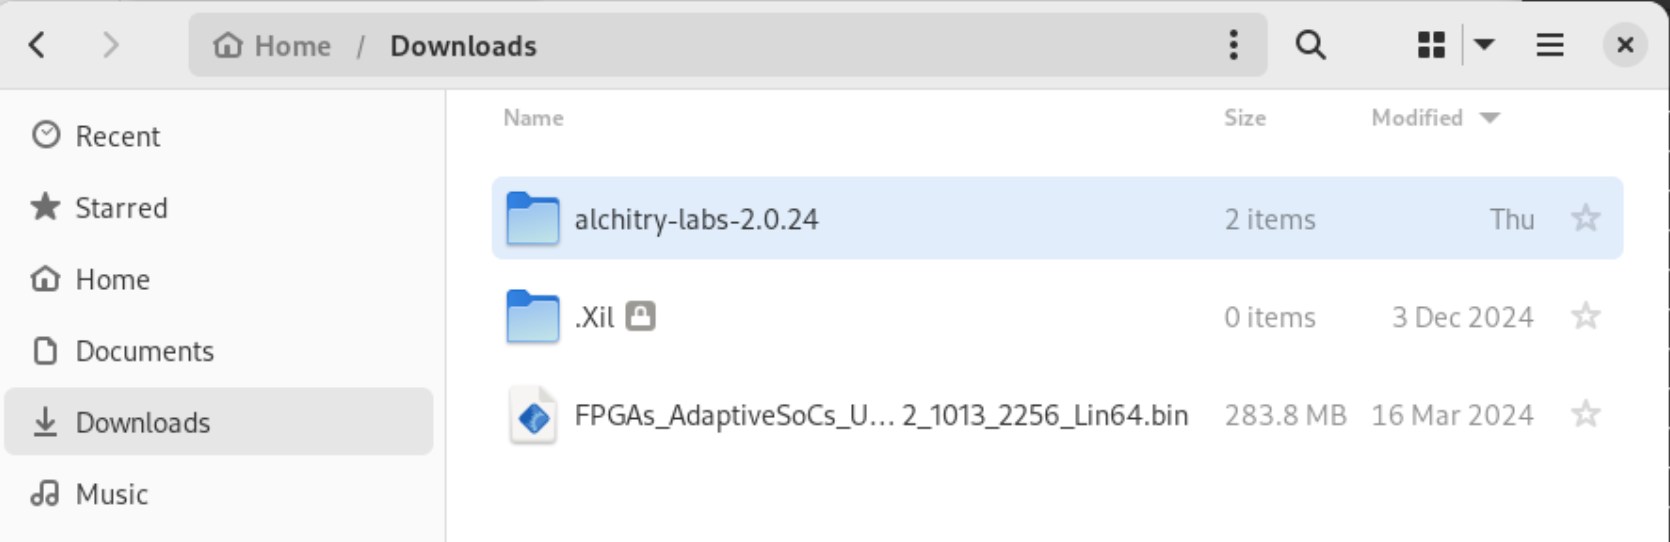 Home / Downloads
Name Size Modified
Recent
Starred
Home
Documents
Downloads
Music
alchitry-labs-2.0.24 2 items Thu
.Xil 0 items 3 Dec 2024
FPGAs_AdaptiveSoCs_U... 2_1013_2256_Lin64.bin 283.8 MB 16 Mar 2024